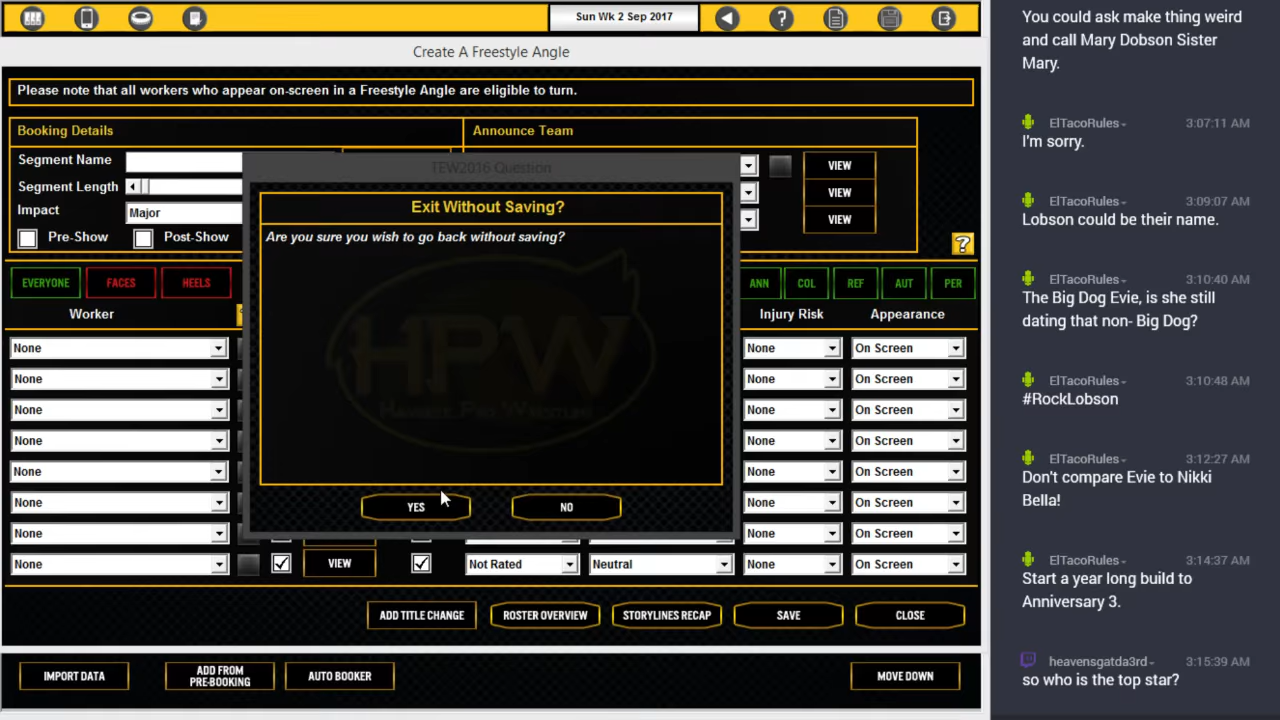 Sun Wk 2 Sep 2017
Create A Freestyle Angle
Please note that all workers who appear on-screen in a Freestyle Angle are eligible to turn.
Booking Details
Announce Team
Segment Name
VIEW
Segment Length
VIEW
Impact
Major
VIEW
Pre-Show
Post-Show
?
TEW2016 Question
Exit Without Saving?
Are you sure you wish to go back without saving?
HPW
YES
NO
EVERYONE
FACES
HEELS
ANN
COL
REF
AUT
PER
Worker
Injury Risk
Appearance
None
None
On Screen
None
None
On Screen
None
None
On Screen
None
None
On Screen
None
None
On Screen
None
None
On Screen
None
None
On Screen
None
VIEW
Not Rated
Neutral
None
On Screen
ADD TITLE CHANGE
ROSTER OVERVIEW
STORYLINES RECAP
SAVE
CLOSE
IMPORT DATA
ADD FROM
PRE-BOOKING
AUTO BOOKER
MOVE DOWN
You could ask make thing weird
and call Mary Dobson Sister
Mary.
ElTacoRules
3:07:11 AM
I'm sorry.
ElTacoRules
3:09:07 AM
Lobson could be their name.
ElTacoRules
3:10:40 AM
The Big Dog Evie, is she still
dating that non- Big Dog?
ElTacoRules
3:10:48 AM
#RockLobson
ElTacoRules
3:12:27 AM
Don't compare Evie to Nikki
Bella!
ElTacoRules
3:14:37 AM
Start a year long build to
Anniversary 3.
heavensgatda3rd
3:15:39 AM
so who is the top star?